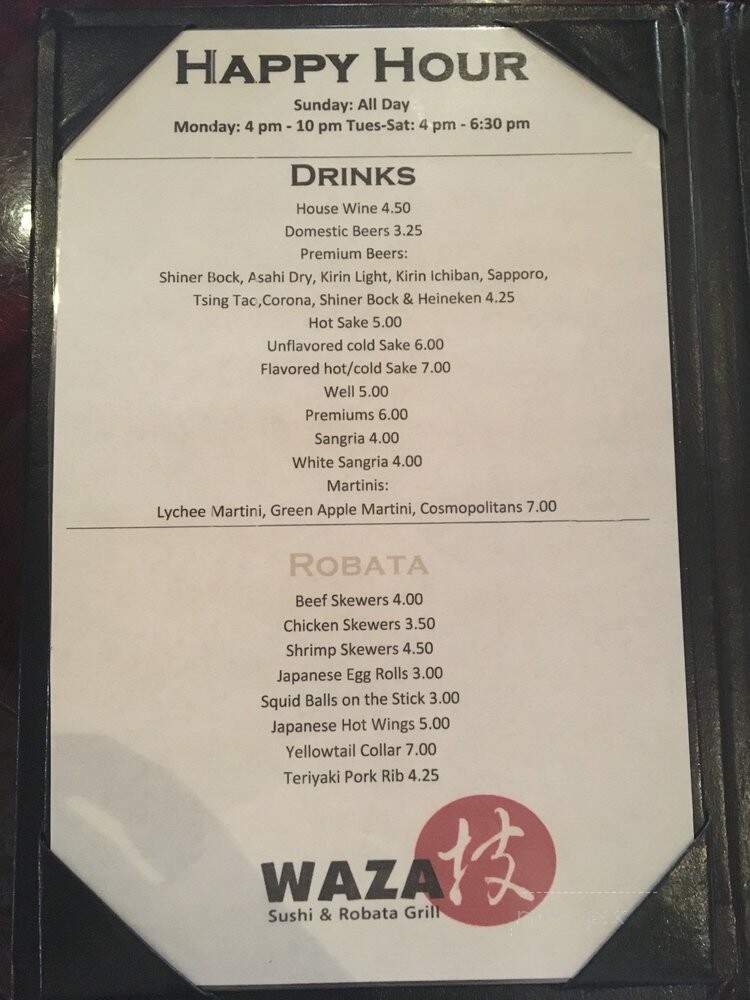 HAPPY HOUR
Sunday: All Day
Monday: 4 pm - 10 pm Tues-Sat: 4 pm - 6:30 pm
DRINKS
House Wine 4.50
Domestic Beers 3.25
Premium Beers:
Shiner Bock, Asahi Dry, Kirin Light, Kirin Ichiban, Sapporo,
Tsing Tao,Corona, Shiner Bock & Heineken 4.25
Hot Sake 5.00
Unflavored cold Sake 6.00
Flavored hot/cold Sake 7.00
Well 5.00
Premiums 6.00
Sangria 4.00
White Sangria 4.00
Martinis:
Lychee Martini, Green Apple Martini, Cosmopolitans 7.00
ROBATA
Beef Skewers 4.00
Chicken Skewers 3.50
Shrimp Skewers 4.50
Japanese Egg Rolls 3.00
Squid Balls on the Stick 3.00
Japanese Hot Wings 5.00
Yellowtail Collar 7.00
Teriyaki Pork Rib 4.25
WAZA 技
Sushi & Robata Grill